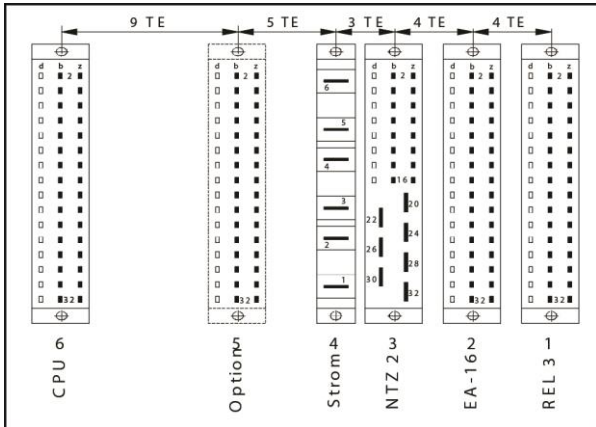 9 TE 5 TE 3 TE 4 TE 4 TE
d b z d b z d b z d b z d b z
2 2 6 2 2 2
5
4
16
3 20
22
2 24
26
28
30
1
32 32 32 32 32
6 5 4 3 2 1
CPU Option Strom NTZ 2 EA-162 REL 3